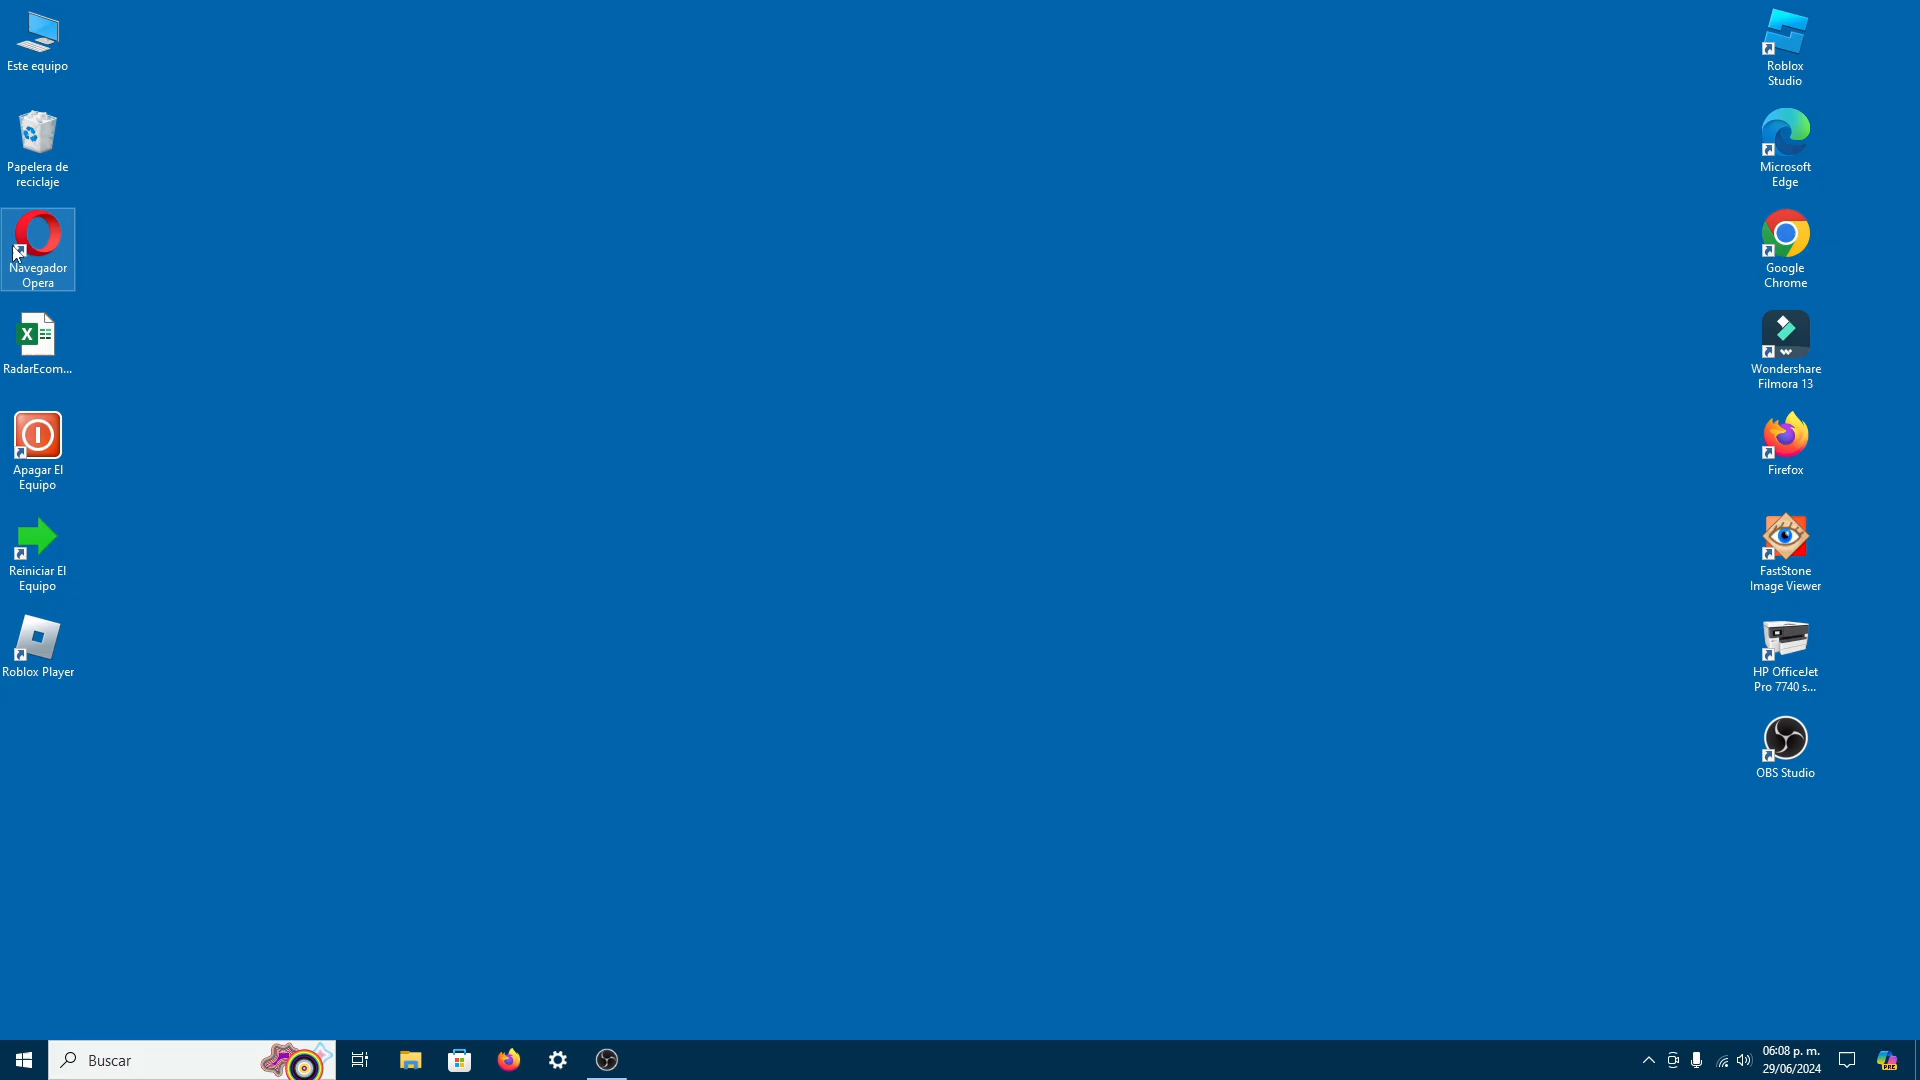 Este equipo
Papelera de
reciclaje
Navegador
Opera
RadarEcom...
Apagar El
Equipo
Reiniciar El
Equipo
Roblox Player
Roblox
Studio
Microsoft
Edge
Google
Chrome
Wondershare
Filmora 13
Firefox
FastStone
Image Viewer
HP OfficeJet
Pro 7740 s...
OBS Studio
Buscar
06:08 p. m.
29/06/2024
PRE